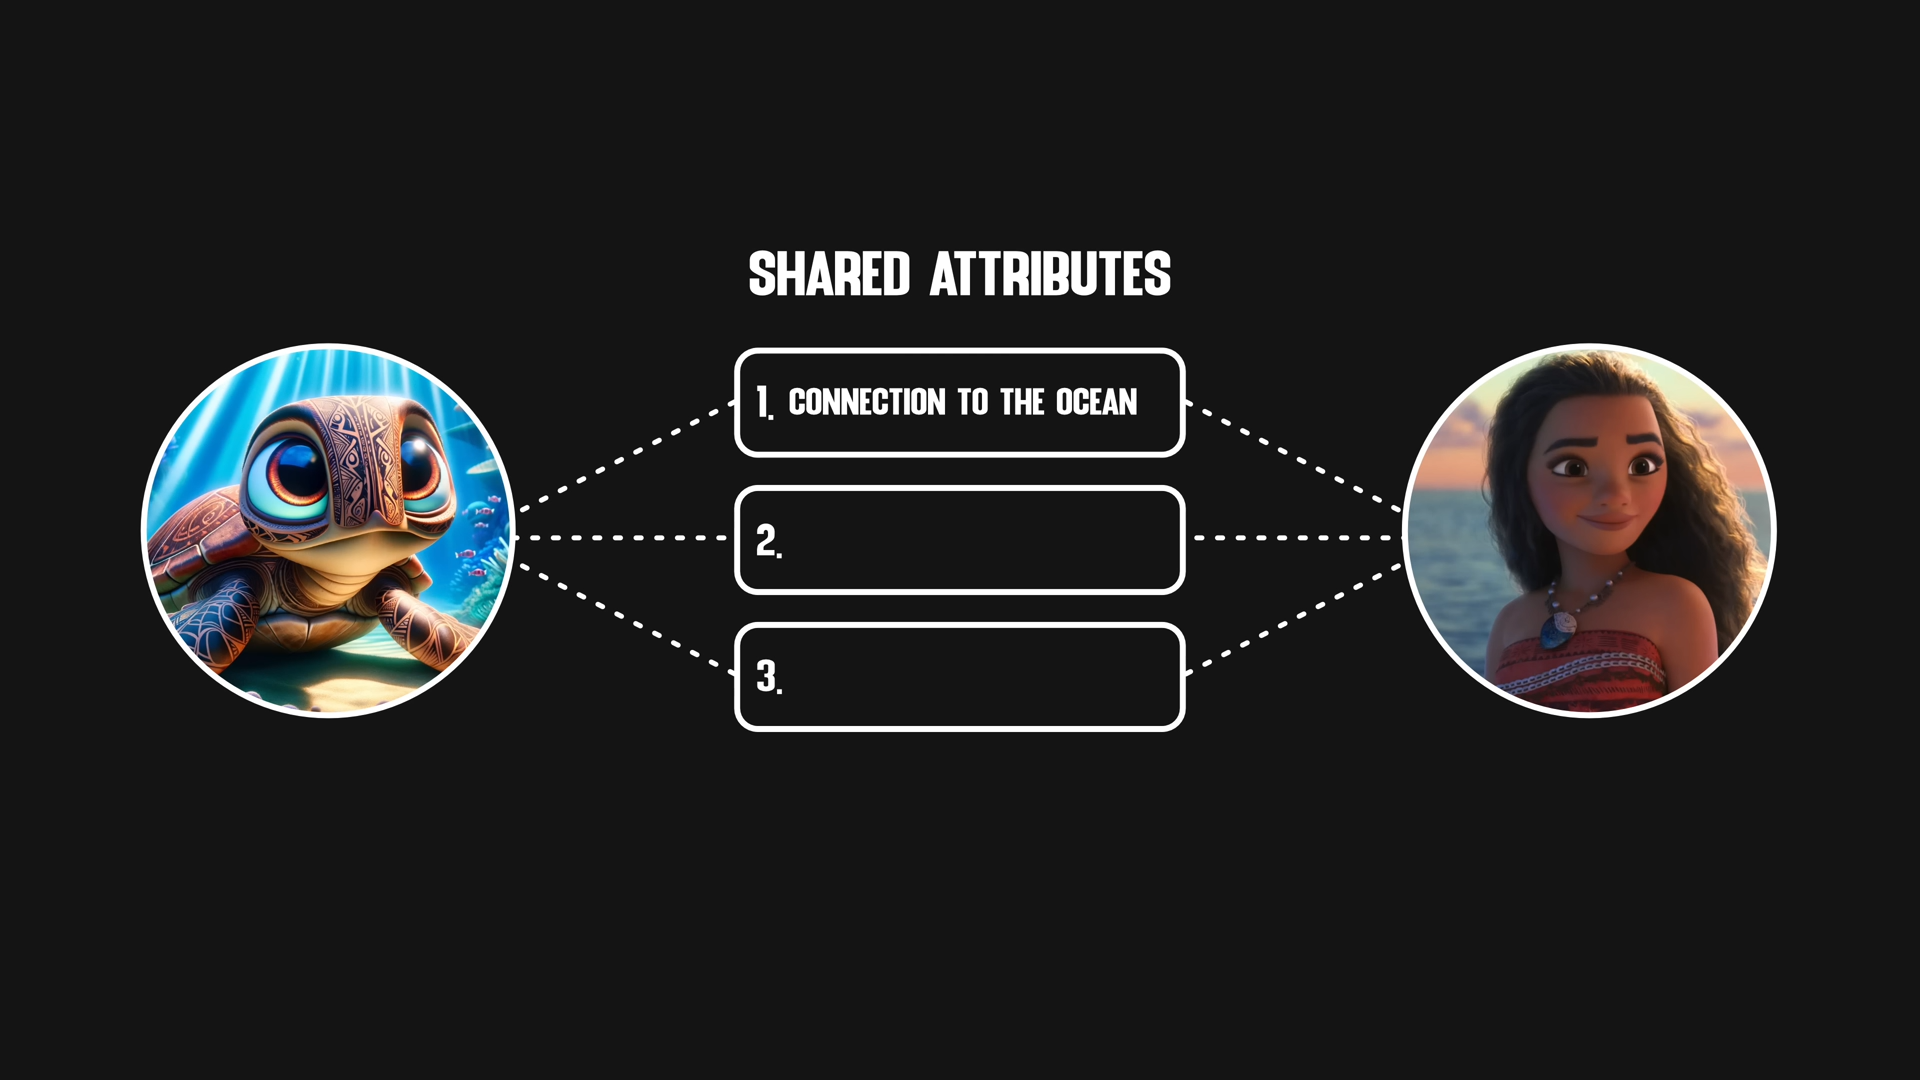 SHARED ATTRIBUTES
1. CONNECTION TO THE OCEAN
2.
3.